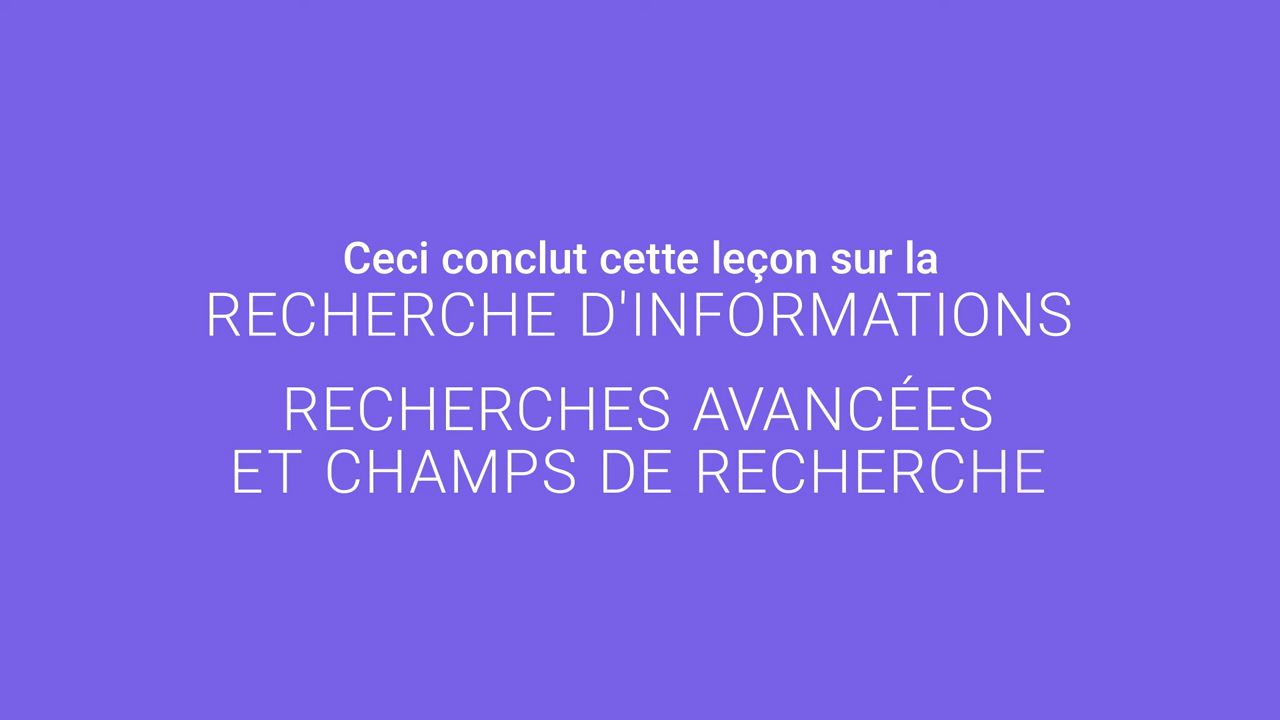 Ceci conclut cette leçon sur la
RECHERCHE D'INFORMATIONS
RECHERCHES AVANCÉES
ET CHAMPS DE RECHERCHE